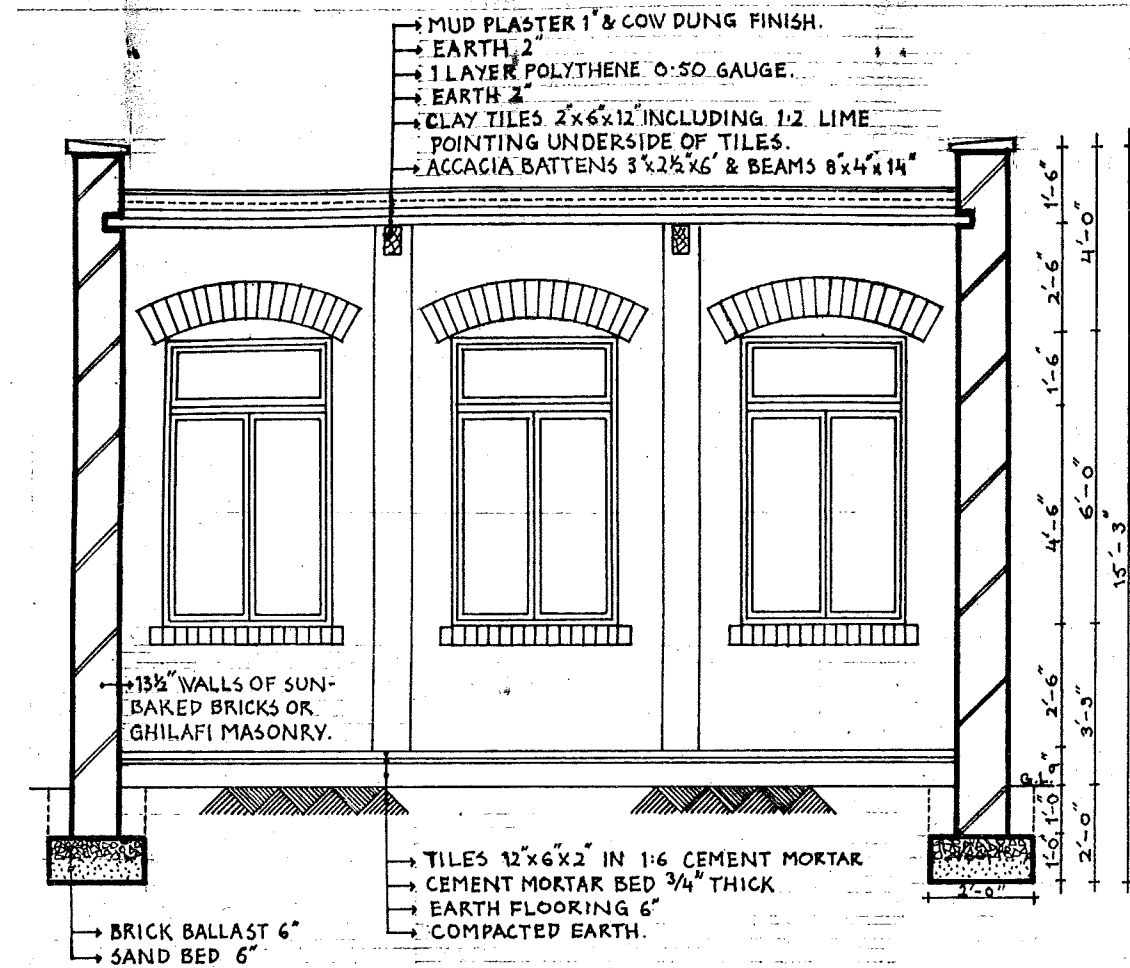 MUD PLASTER 1" & COW DUNG FINISH.
EARTH 2"
1 LAYER POLYTHENE 0.50 GAUGE.
EARTH 2"
CLAY TILES 2"x6"x12" INCLUDING 1:2 LIME
POINTING UNDERSIDE OF TILES.
ACCACIA BATTENS 3"x2½"x6' & BEAMS 8"x4"x14"
1'-6"
4'-0"
2'-6"
1'-6"
4'-6"
6'-0"
15'-3"
13½" WALLS OF SUN-
BAKED BRICKS OR
GHILAFI MASONRY.
2'-6"
3'-3"
G.L.
9"
1'-0
1'-0"
2'-0"
2'-0"
TILES 12"x6"x2" IN 1:6 CEMENT MORTAR
CEMENT MORTAR BED 3/4" THICK
EARTH FLOORING 6"
COMPACTED EARTH.
BRICK BALLAST 6"
SAND BED 6"